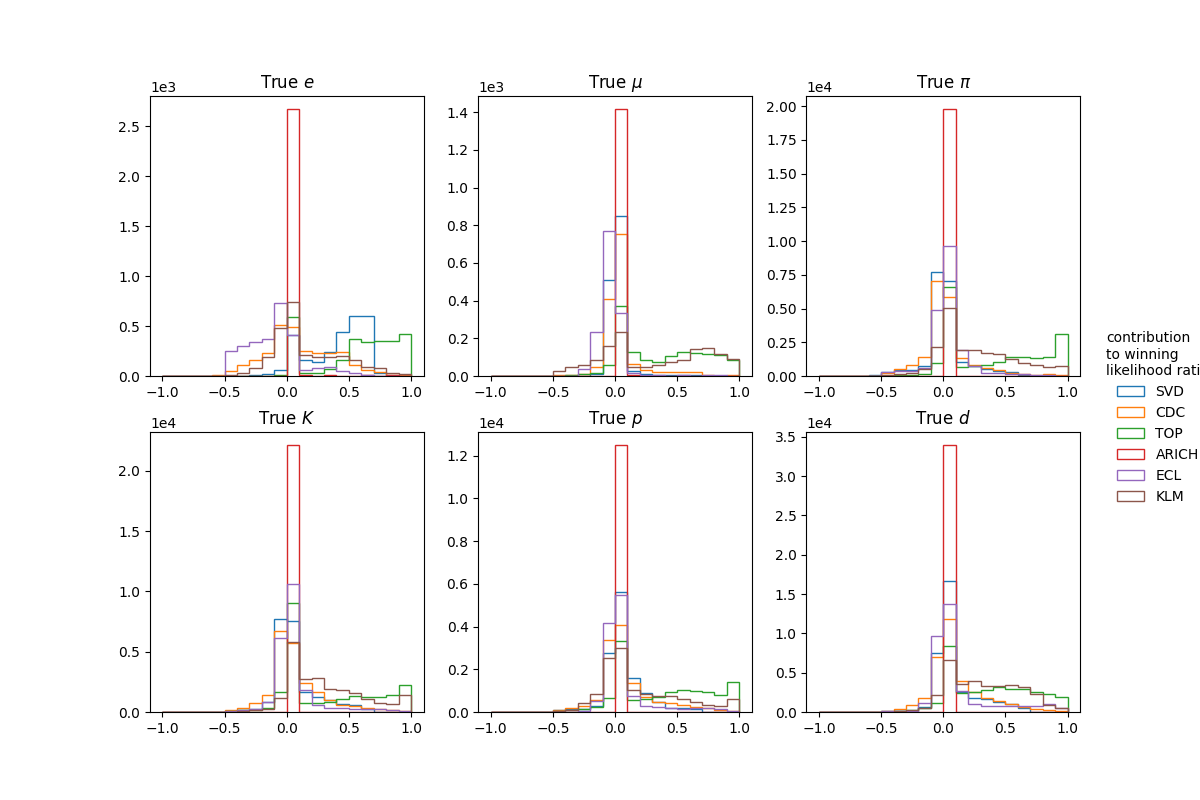 True e
1e3
2.5
2.0
1.5
1.0
0.5
0.0
−1.0 −0.5 0.0 0.5 1.0
True μ
1e3
1.4
1.2
1.0
0.8
0.6
0.4
0.2
0.0
−1.0 −0.5 0.0 0.5 1.0
True π
1e4
2.00
1.75
1.50
1.25
1.00
0.75
0.50
0.25
0.00
−1.0 −0.5 0.0 0.5 1.0
True K
1e4
2.0
1.5
1.0
0.5
0.0
−1.0 −0.5 0.0 0.5 1.0
True p
1e4
1.2
1.0
0.8
0.6
0.4
0.2
0.0
−1.0 −0.5 0.0 0.5 1.0
True d
1e4
3.5
3.0
2.5
2.0
1.5
1.0
0.5
0.0
−1.0 −0.5 0.0 0.5 1.0
contribution
to winning
likelihood rati
SVD
CDC
TOP
ARICH
ECL
KLM